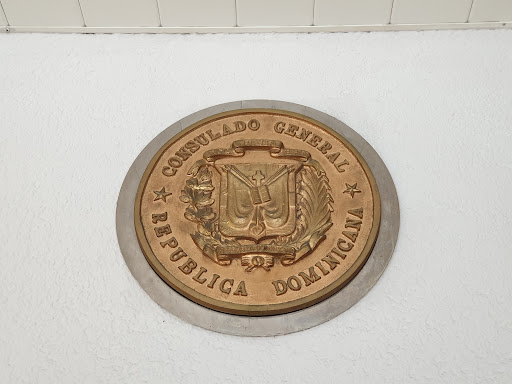 CONSULADO GENERAL
REPUBLICA DOMINICANA